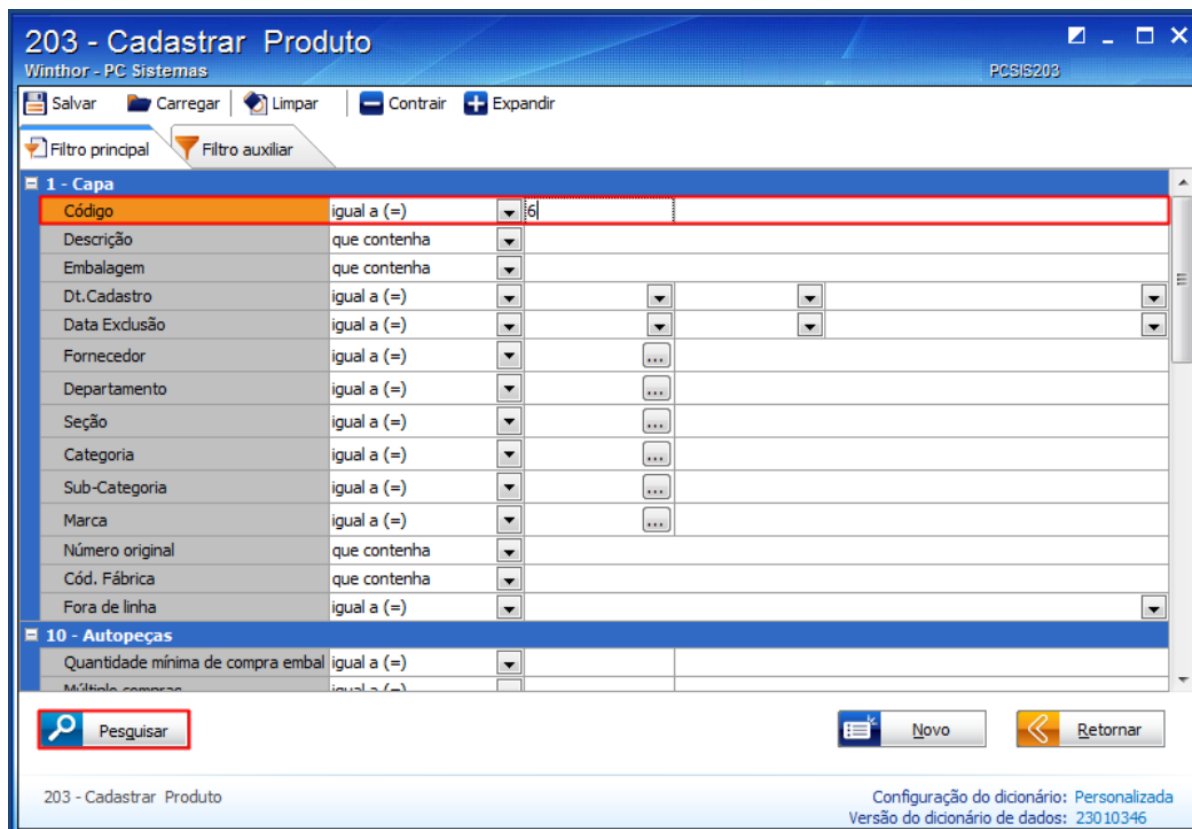 203 - Cadastrar Produto
Winthor - PC Sistemas PCSIS203
Salvar Carregar Limpar Contrair Expandir
Filtro principal Filtro auxiliar
1 - Capa
Código igual a (=) 6
Descrição que contenha
Embalagem que contenha
Dt.Cadastro igual a (=)
Data Exclusão igual a (=)
Fornecedor igual a (=) ...
Departamento igual a (=) ...
Seção igual a (=) ...
Categoria igual a (=) ...
Sub-Categoria igual a (=) ...
Marca igual a (=) ...
Número original que contenha
Cód. Fábrica que contenha
Fora de linha igual a (=)
10 - Autopeças
Quantidade mínima de compra embal igual a (=)
Múltiplo compras igual a (=)
Pesquisar Novo Retornar
203 - Cadastrar Produto Configuração do dicionário: Personalizada
Versão do dicionário de dados: 23010346